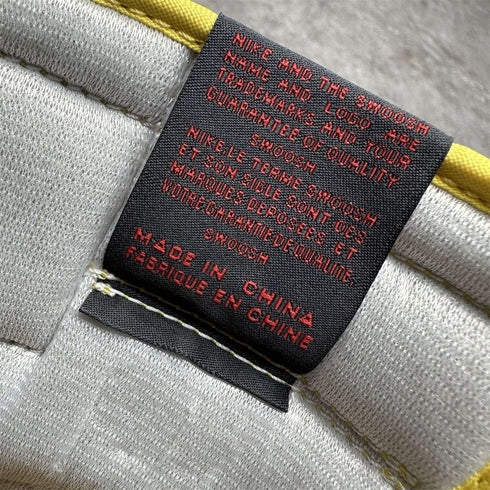 NIKE AND THE SWOOSH
NAME AND LOGO ARE
TRADEMARKS AND YOUR
GUARANTEE OF QUALITY
SWOOSH
NIKE.LE TERME SWOOSH
ET SON SIGLE SONT DES
MARQUES DEPOSEES ET
VOTRE GARANTIE DE QUALITE,
SWOOSH
MADE IN CHINA
FABRIQUE EN CHINE